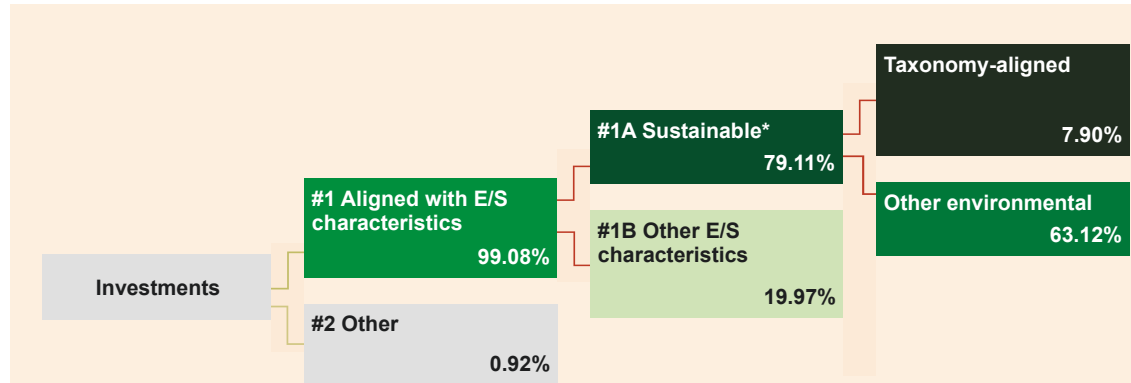 Investments
#1 Aligned with E/S
characteristics
99.08%
#2 Other
0.92%
#1A Sustainable*
79.11%
#1B Other E/S
characteristics
19.97%
Taxonomy-aligned
7.90%
Other environmental
63.12%